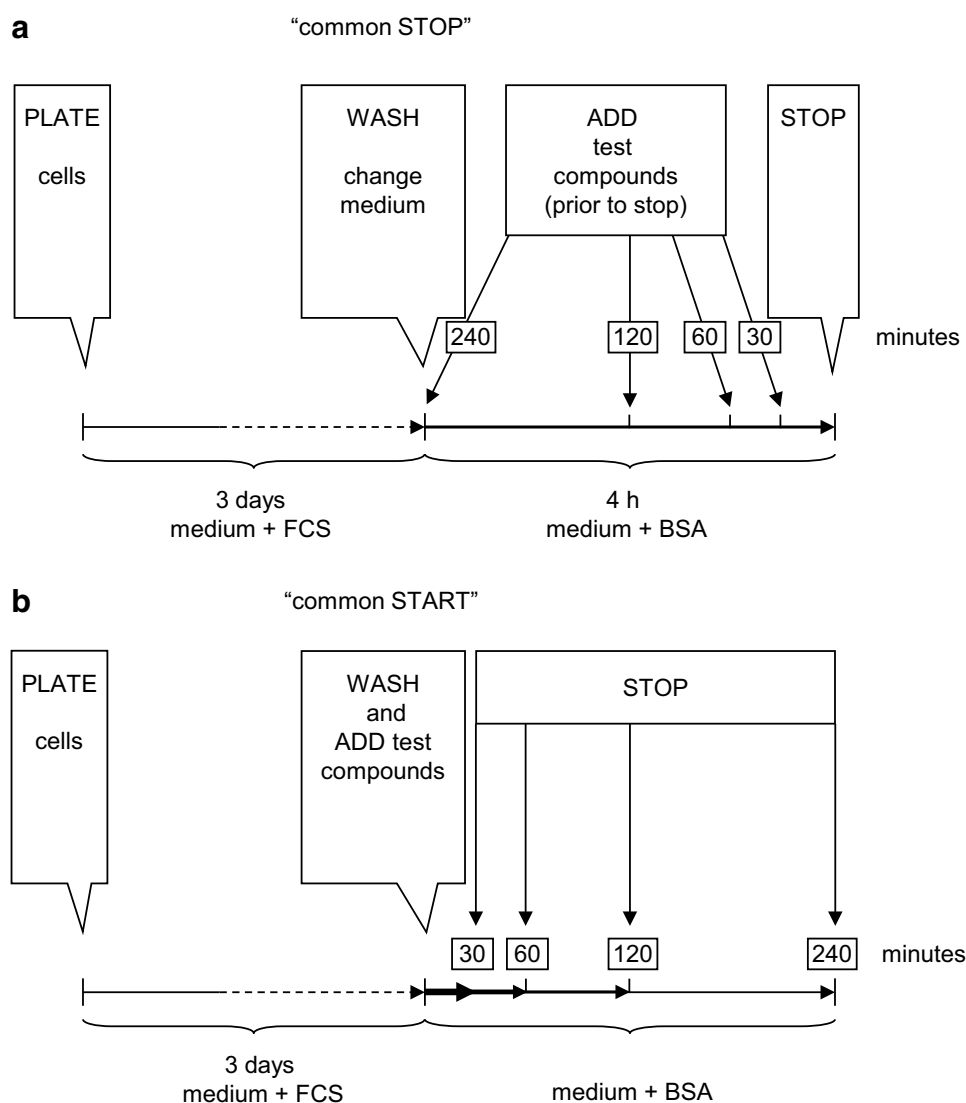 a
“common STOP”
PLATE
cells
WASH
change
medium
ADD
test
compounds
(prior to stop)
STOP
240
120
60
30
minutes
3 days
medium + FCS
4 h
medium + BSA
b
“common START”
PLATE
cells
WASH
and
ADD test
compounds
STOP
30
60
120
240
minutes
3 days
medium + FCS
medium + BSA